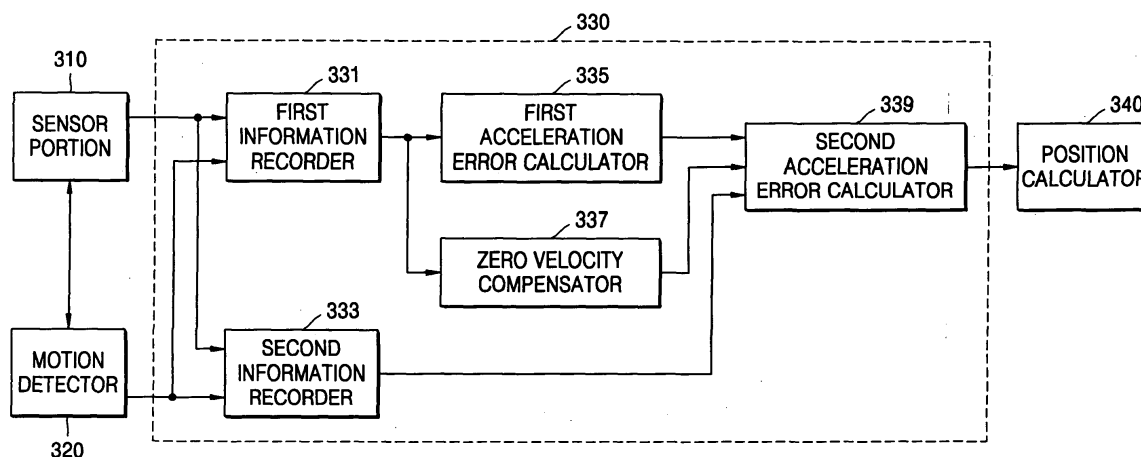 330
310
SENSOR
PORTION
331
FIRST
INFORMATION
RECORDER
335
FIRST
ACCELERATION
ERROR CALCULATOR
339
SECOND
ACCELERATION
ERROR CALCULATOR
340
POSITION
CALCULATOR
337
ZERO VELOCITY
COMPENSATOR
333
SECOND
INFORMATION
RECORDER
MOTION
DETECTOR
320